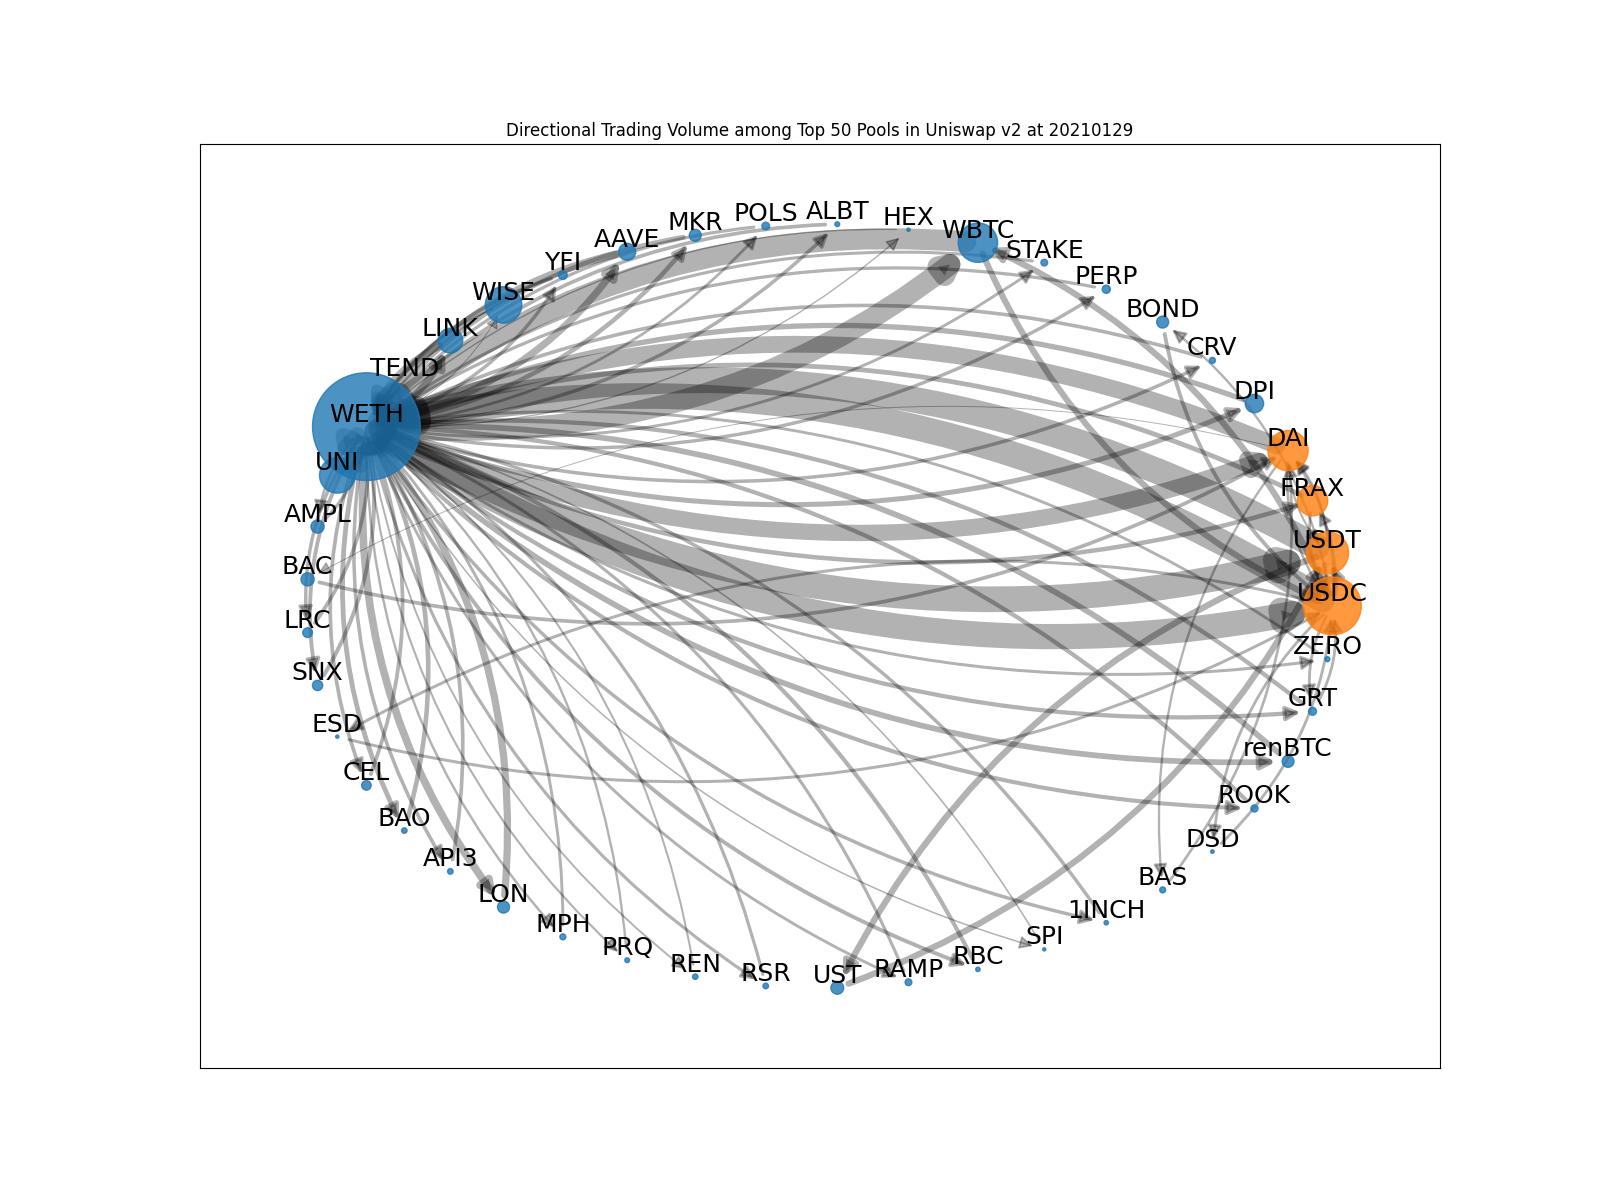 Directional Trading Volume among Top 50 Pools in Uniswap v2 at 20210129
POLS
ALBT
HEX
MKR
WBTC
AAVE
STAKE
YFI
PERP
WISE
BOND
LINK
CRV
TEND
DPI
WETH
DAI
UNI
FRAX
AMPL
USDT
BAC
USDC
LRC
ZERO
SNX
GRT
ESD
renBTC
CEL
ROOK
BAO
DSD
API3
BAS
LON
1INCH
MPH
SPI
PRQ
RBC
REN
RSR
UST
RAMP